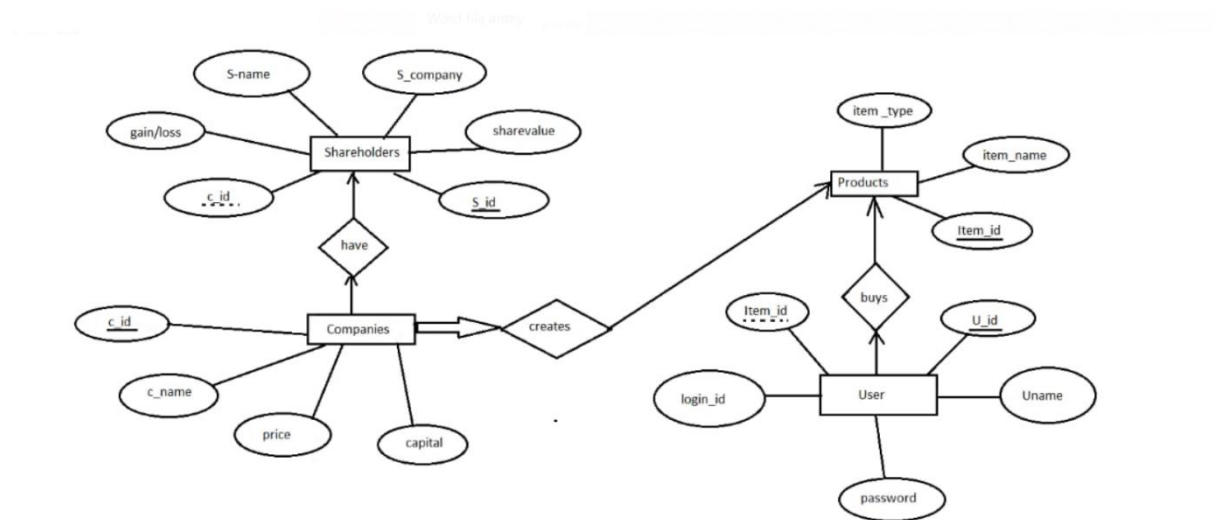 S-name
S_company
gain/loss
sharevalue
Shareholders
c_id
S_id
have
c_id
Companies
c_name
price
capital
creates
item _type
item_name
Products
Item_id
buys
Item_id
U_id
login_id
User
Uname
password